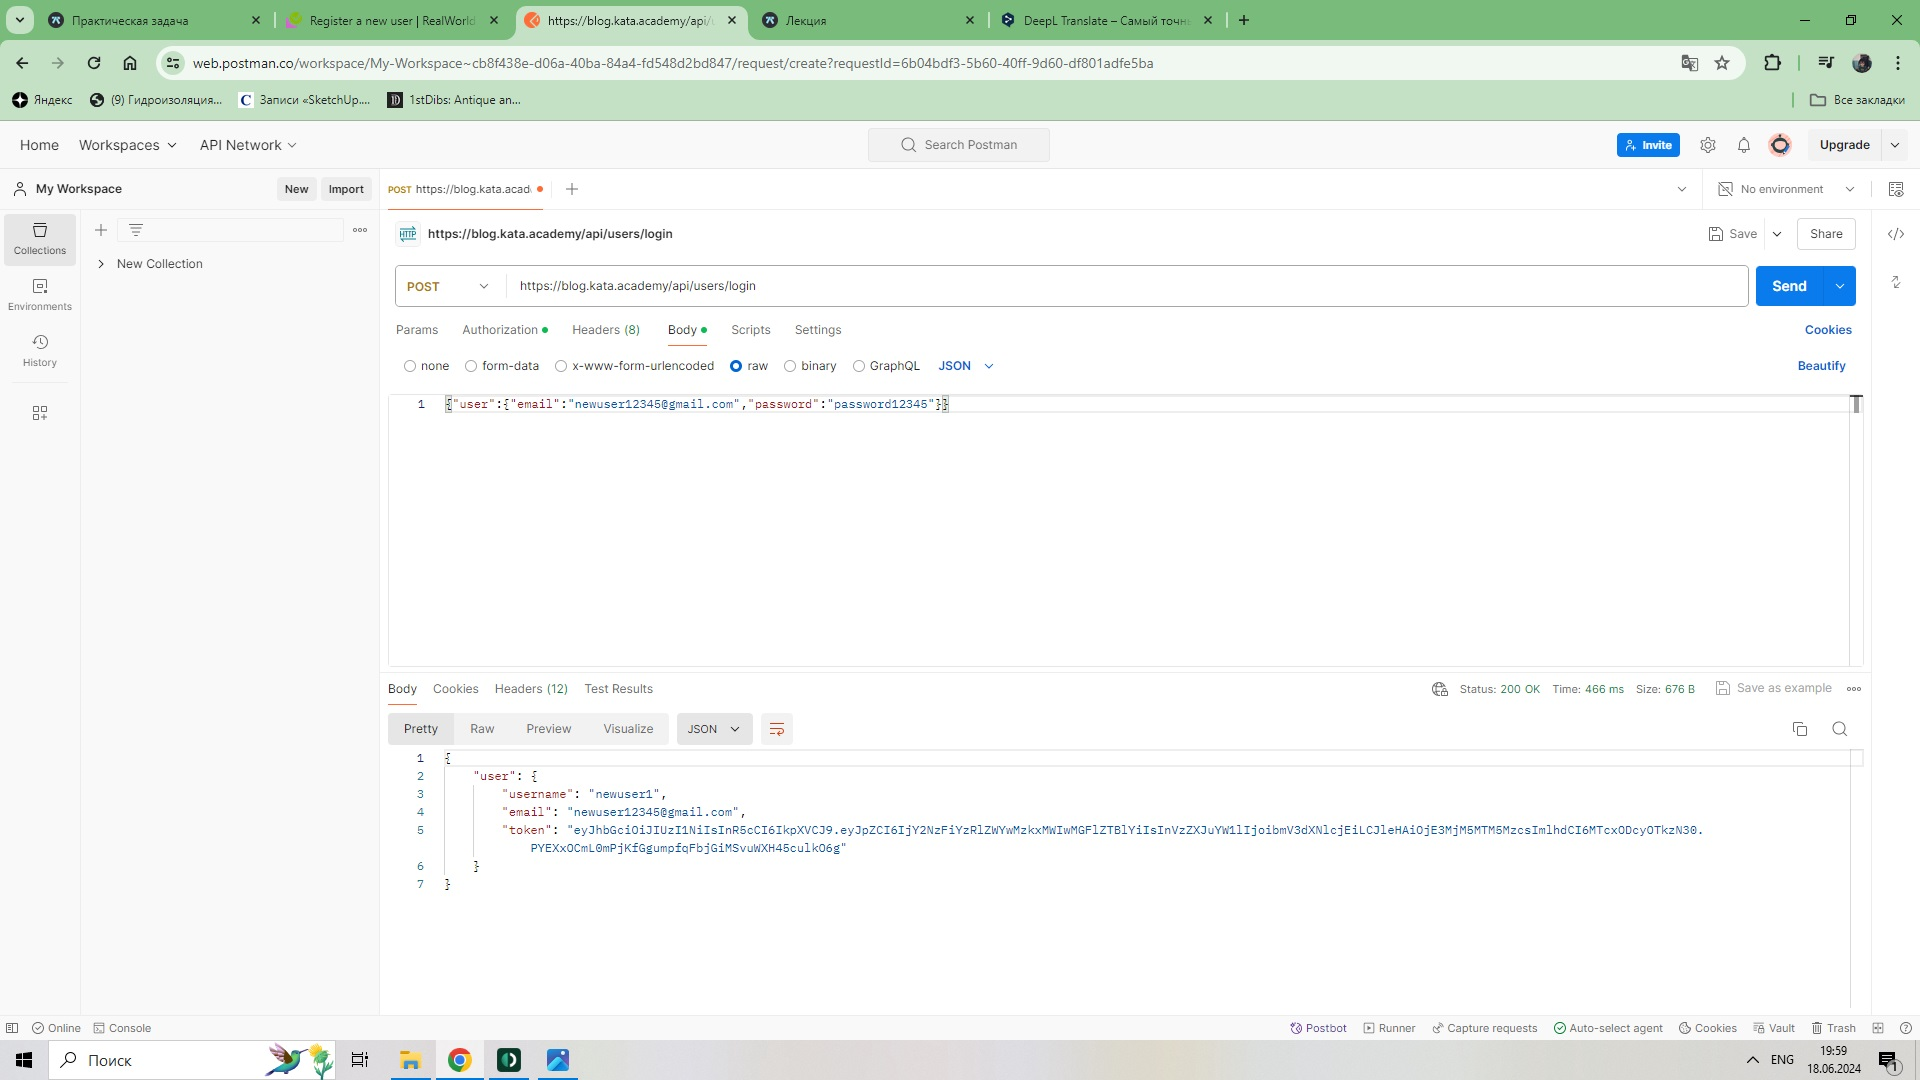 Практическая задача
Register a new user | RealWorld
https://blog.kata.academy/api/u
Лекция
DeepL Translate – Самый точн
web.postman.co/workspace/My-Workspace~cb8f438e-d06a-40ba-84a4-fd548d2bd847/request/create?requestId=6b04bdf3-5b60-40ff-9d60-df801adfe5ba
Яндекс
(9) Гидроизоляция...
Записи «SketchUp....
1stDibs: Antique an...
Все закладки
Home
Workspaces
API Network
Search Postman
Invite
Upgrade
My Workspace
New
Import
POST https://blog.kata.acad
No environment
Collections
New Collection
Environments
History
HTTP
https://blog.kata.academy/api/users/login
Save
Share
POST
https://blog.kata.academy/api/users/login
Send
Params
Authorization
Headers (8)
Body
Scripts
Settings
Cookies
none
form-data
x-www-form-urlencoded
raw
binary
GraphQL
JSON
Beautify
1 {"user":{"email":"newuser12345@gmail.com","password":"password12345"}}
Body
Cookies
Headers (12)
Test Results
Status: 200 OK
Time: 466 ms
Size: 676 B
Save as example
Pretty
Raw
Preview
Visualize
JSON
1 {
2 "user": {
3 "username": "newuser1",
4 "email": "newuser12345@gmail.com",
5 "token": "eyJhbGciOiJIUzI1NiIsInR5cCI6IkpXVCJ9.eyJpZCI6IjY2NzFiYzRlZWYwMzkxMWIwMGFlZTBlYiIsInVzZXJuYW1lIjoibmV3dXNlcjEiLCJleHAiOjE3MjM5MTM5MzcsImlhdCI6MTcxODcyOTkzN30.
PYEXxOCmL0mPjKfGgumpfqFbjGiMSvuWXH45culkO6g"
6 }
7 }
Online
Console
Postbot
Runner
Capture requests
Auto-select agent
Cookies
Vault
Trash
Поиск
ENG
19:59
18.06.2024
1